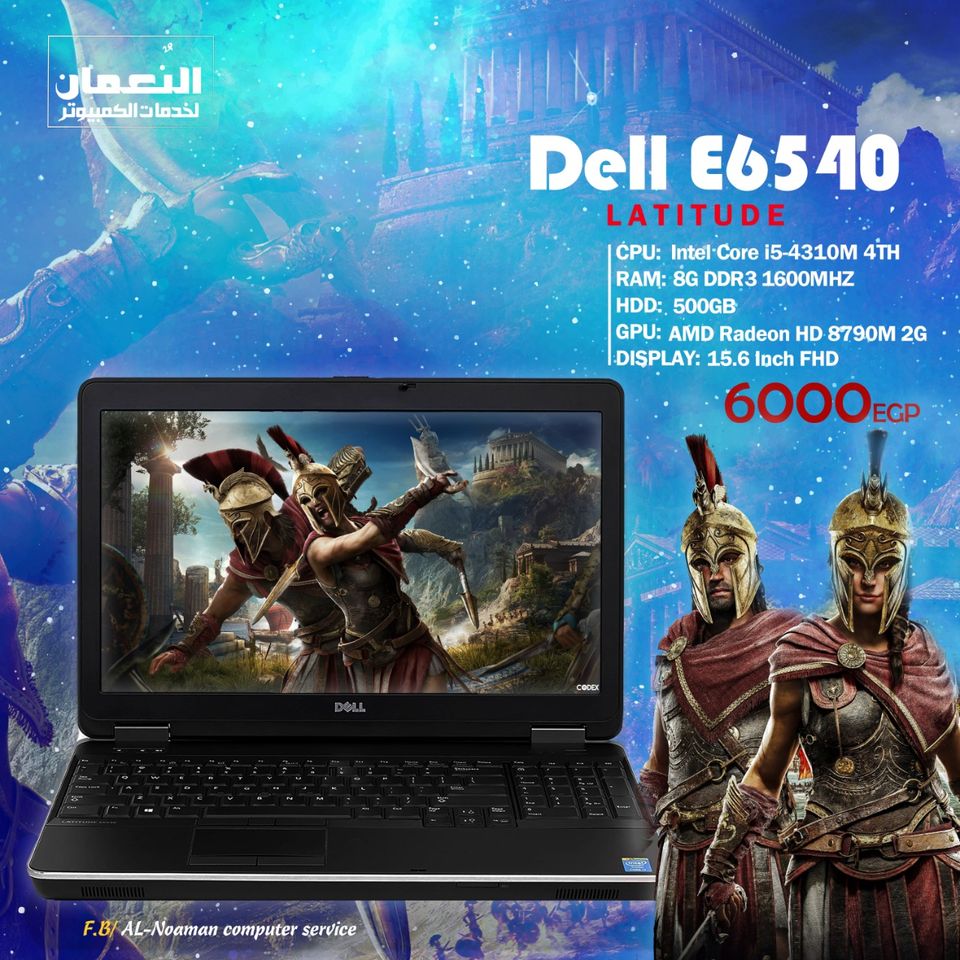 النعمان
لخدمات الكمبيوتر
Dell E6540
LATITUDE
CPU: Intel Core i5-4310M 4TH
RAM: 8G DDR3 1600MHZ
HDD: 500GB
GPU: AMD Radeon HD 8790M 2G
DISPLAY: 15.6 Inch FHD
6000EGP
CODEX
DELL
F.B/ AL-Noaman computer service